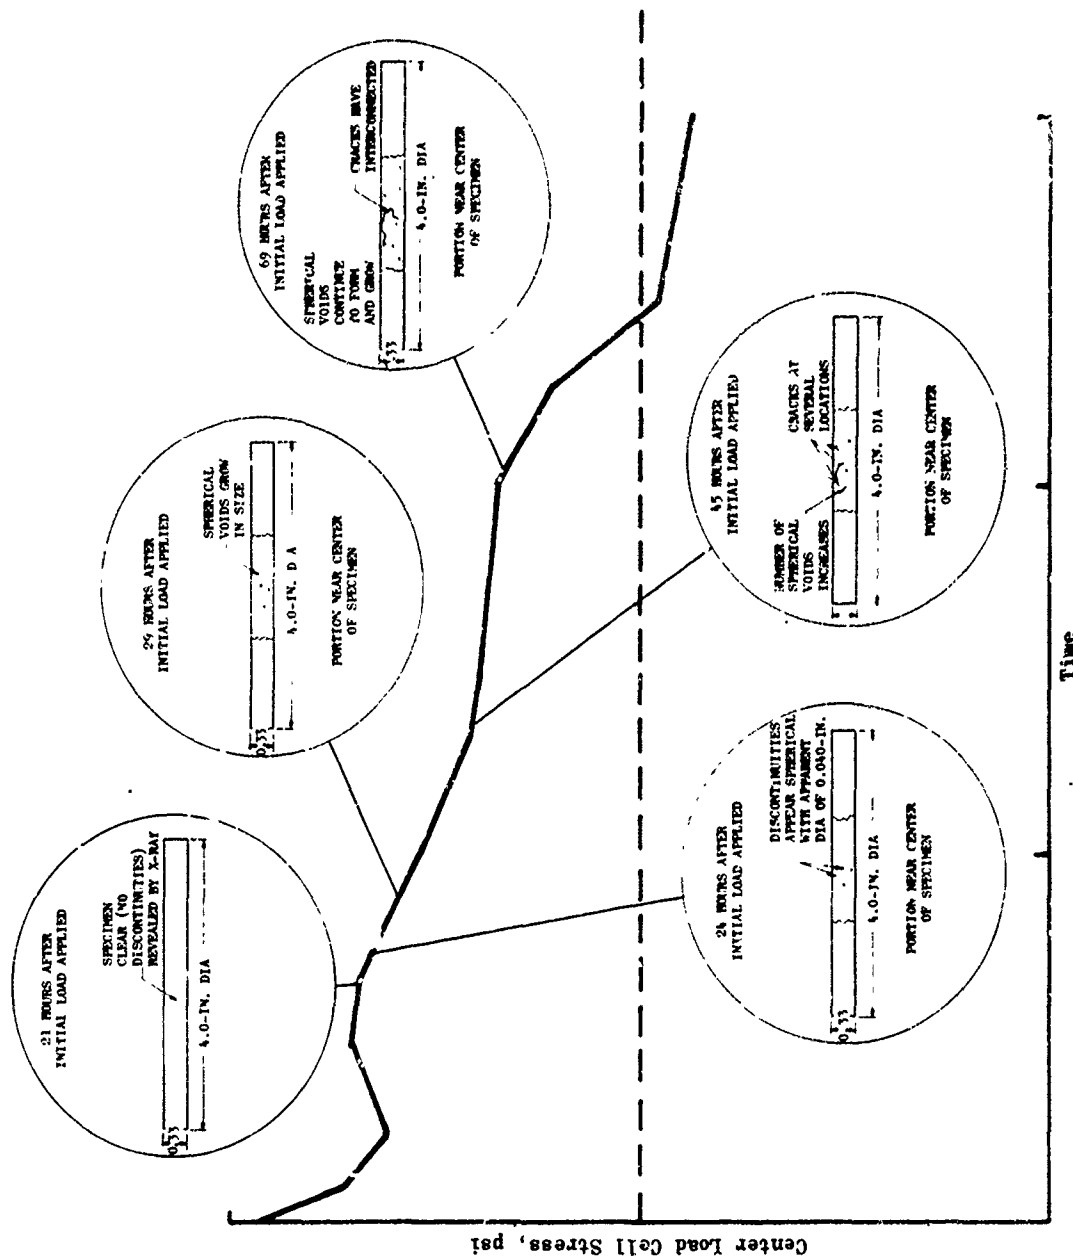 21 HOURS AFTER
INITIAL LOAD APPLIED
SPECIMEN
CLEAR (NO
DISCONTINUTIES)
REVEALED BY X-RAY
0.33
4.0-IN. DIA
29 HOURS AFTER
INITIAL LOAD APPLIED
SPHERICAL
VOIDS GROW
IN SIZE
0.33
4.0-IN. DIA
PORTION NEAR CENTER
OF SPECIMEN
69 HOURS AFTER
INITIAL LOAD APPLIED
SPHERICAL
VOIDS
CONTINUE
TO FORM
AND GROW
CRACKS HAVE
INTERCONNECTED
.33
4.0-IN. DIA
PORTION NEAR CENTER
OF SPECIMEN
24 HOURS AFTER
INITIAL LOAD APPLIED
DISCONTINUITIES
APPEAR SPHERICAL
WITH APPARENT
DIA OF 0.040-IN.
0.33
4.0-IN. DIA
PORTION NEAR CENTER
OF SPECIMEN
45 HOURS AFTER
INITIAL LOAD APPLIED
NUMBER OF
SPHERICAL
VOIDS
INCREASES
CRACKS AT
SEVERAL
LOCATIONS
4.0-IN. DIA
PORTION NEAR CENTER
OF SPECIMEN
Center Load Cell Stress, psi
Time